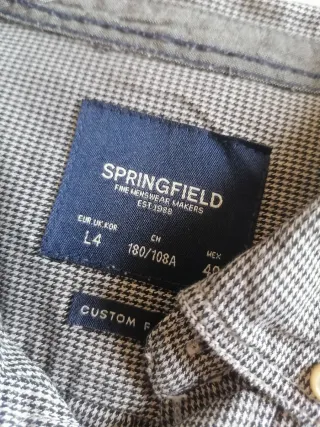 SPRINGFIELD
FINE MENSWEAR MAKERS
EST.1988
EUR.UK.KOR CN MEX
L4 180/108A
CUSTOM